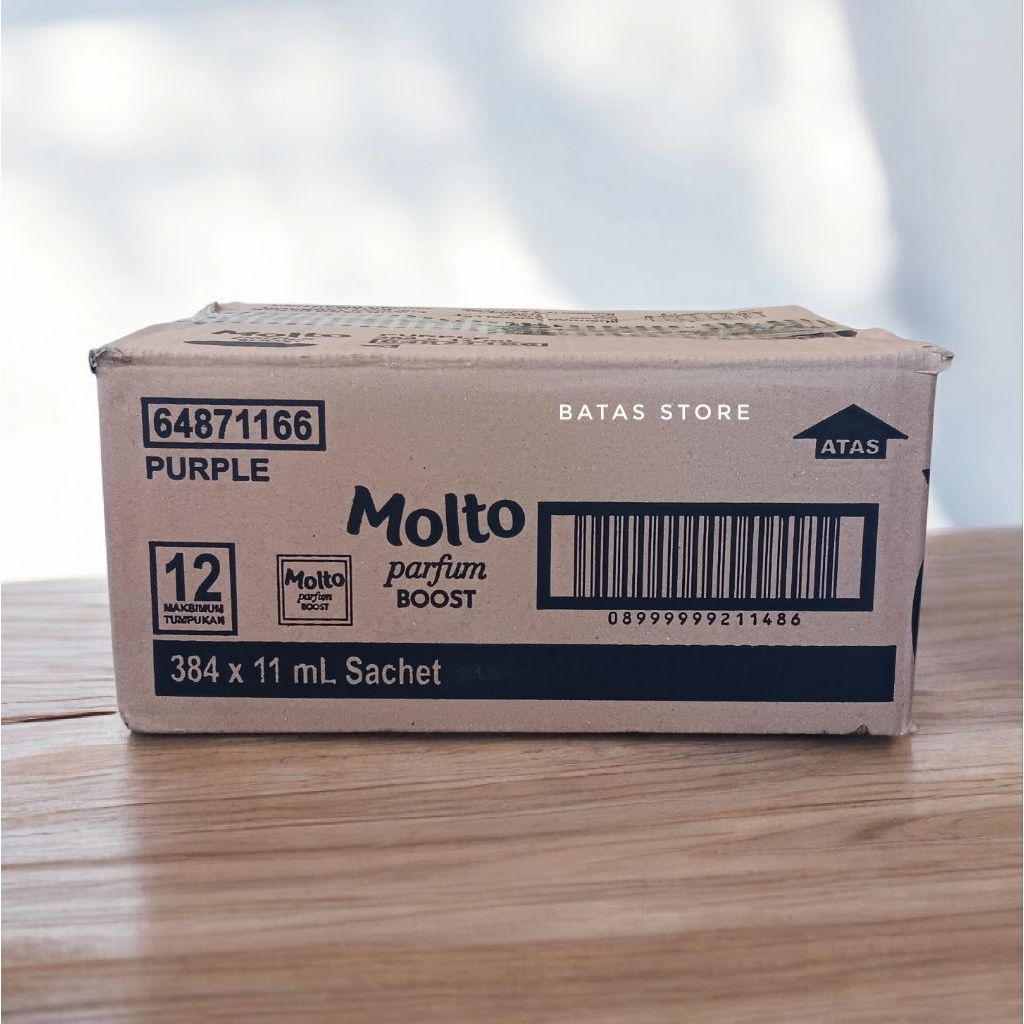 Molto
64871166
PURPLE
BATAS STORE
ATAS
Molto
parfum
BOOST
12
MAKSIMUM
TUMPUKAN
Molto
parfum
BOOST
08999999211486
384 x 11 mL Sachet